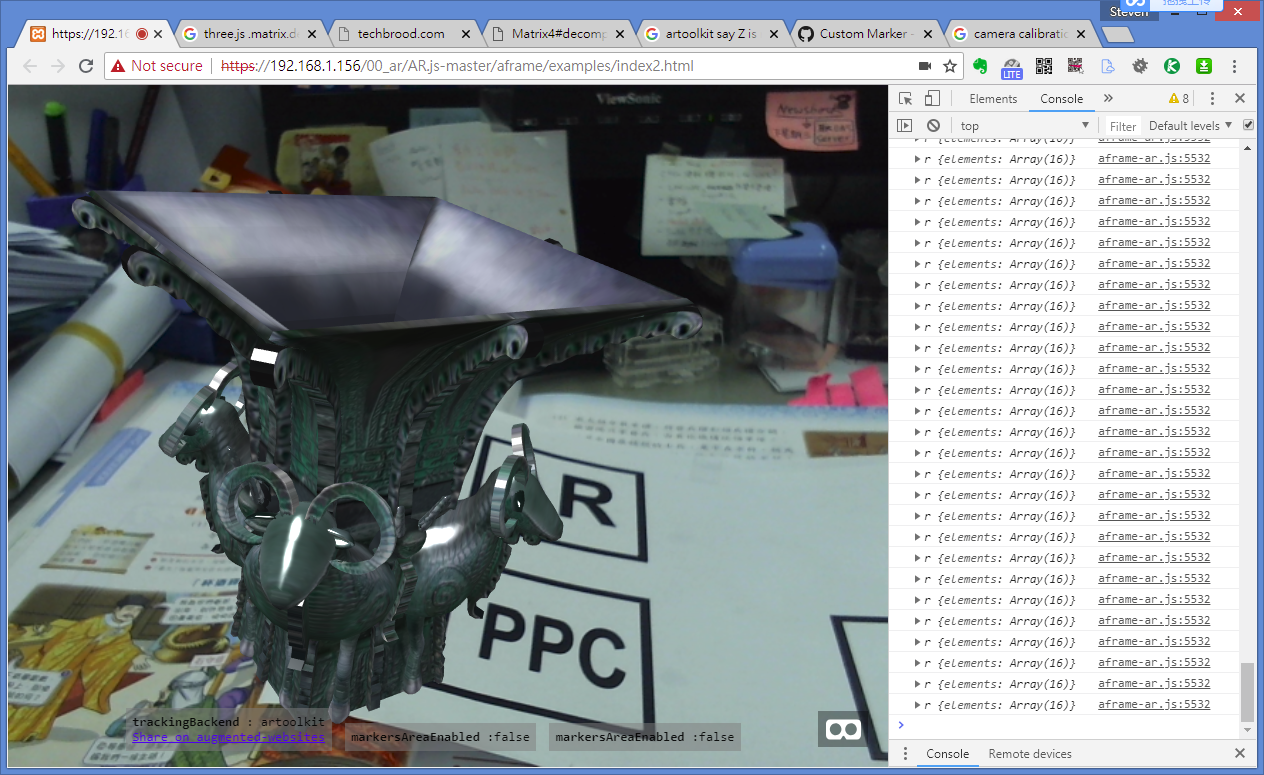 拖拽上传
Steven
https://192.16
three.js .matrix.d
techbrood.com
Matrix4#decomp
artoolkit say Z is
Custom Marker -
camera calibratio
Not secure
https://192.168.1.156/00_ar/AR.js-master/aframe/examples/index2.html
LITE
Elements
Console
8
top
Filter
Default levels
aframe-ar.js:5532
r {elements: Array(16)}
aframe-ar.js:5532
r {elements: Array(16)}
aframe-ar.js:5532
r {elements: Array(16)}
aframe-ar.js:5532
r {elements: Array(16)}
aframe-ar.js:5532
r {elements: Array(16)}
aframe-ar.js:5532
r {elements: Array(16)}
aframe-ar.js:5532
r {elements: Array(16)}
aframe-ar.js:5532
r {elements: Array(16)}
aframe-ar.js:5532
r {elements: Array(16)}
aframe-ar.js:5532
r {elements: Array(16)}
aframe-ar.js:5532
r {elements: Array(16)}
aframe-ar.js:5532
r {elements: Array(16)}
aframe-ar.js:5532
r {elements: Array(16)}
aframe-ar.js:5532
r {elements: Array(16)}
aframe-ar.js:5532
r {elements: Array(16)}
aframe-ar.js:5532
r {elements: Array(16)}
aframe-ar.js:5532
r {elements: Array(16)}
aframe-ar.js:5532
r {elements: Array(16)}
aframe-ar.js:5532
r {elements: Array(16)}
aframe-ar.js:5532
r {elements: Array(16)}
aframe-ar.js:5532
r {elements: Array(16)}
aframe-ar.js:5532
r {elements: Array(16)}
aframe-ar.js:5532
r {elements: Array(16)}
aframe-ar.js:5532
r {elements: Array(16)}
aframe-ar.js:5532
r {elements: Array(16)}
aframe-ar.js:5532
r {elements: Array(16)}
aframe-ar.js:5532
r {elements: Array(16)}
aframe-ar.js:5532
Console
Remote devices
ViewSonic
R
PPC
trackingBackend : artoolkit
Share on augmented-websites
markersAreaEnabled :false
markersAreaEnabled :false